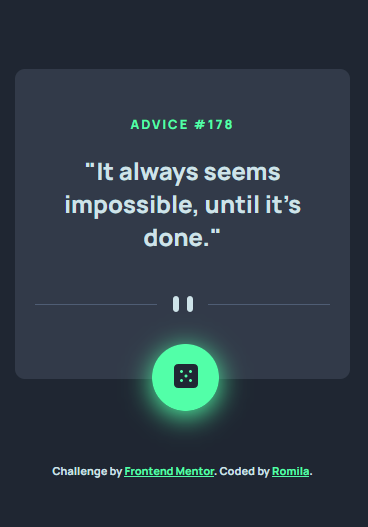 ADVICE #178
"It always seems
impossible, until it's
done."
Challenge by Frontend Mentor. Coded by Romila.